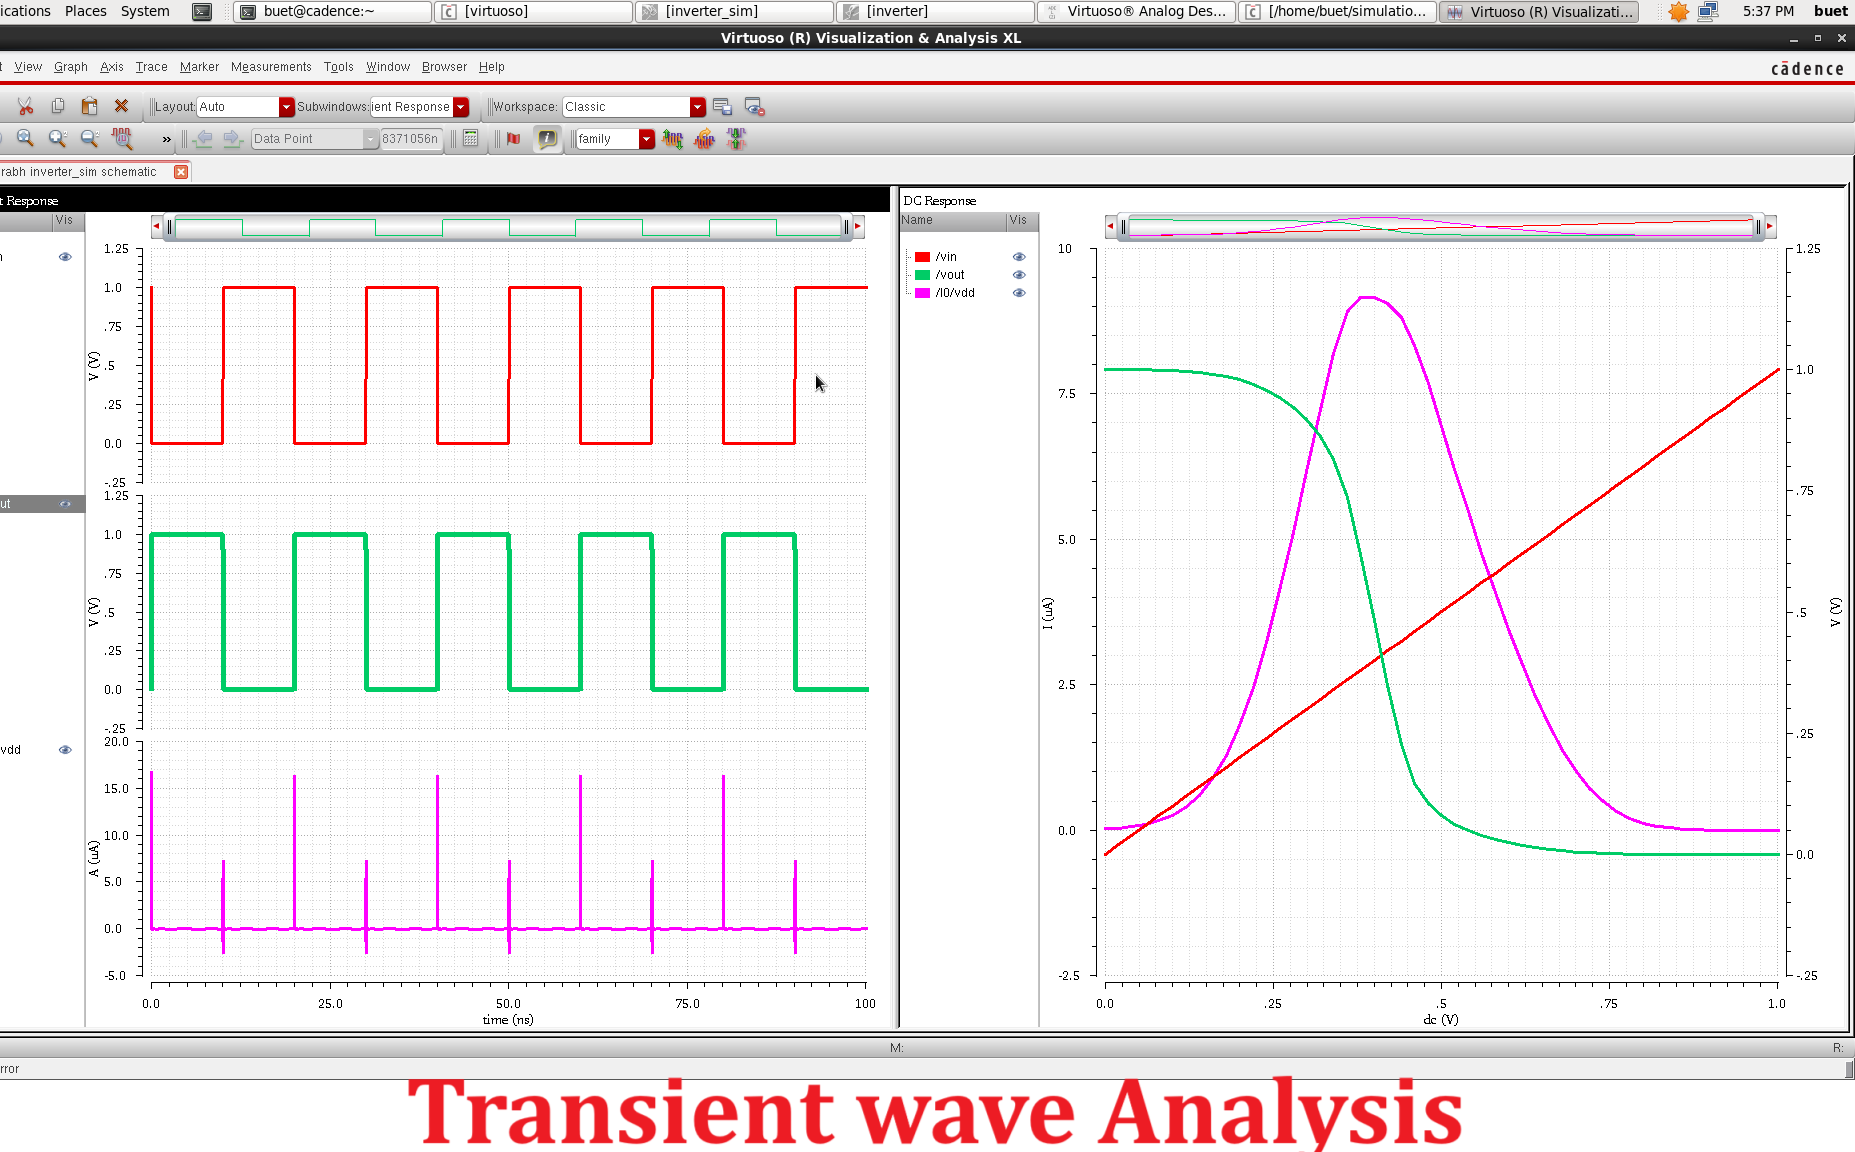 ications Places System buet@cadence:~ [virtuoso] [inverter_sim] [inverter] Virtuoso® Analog Des... [/home/buet/simulatio... Virtuoso (R) Visualizati... 5:37 PM buet
Virtuoso (R) Visualization & Analysis XL
t View Graph Axis Trace Marker Measurements Tools Window Browser Help
cādence
Layout: Auto Subwindows: ient Response Workspace: Classic
» Data Point 8371056n family
rabh inverter_sim schematic
t Response
Vis
n
1.25
1.0
.75
.5
.25
0.0
-.25
V (V)
ut
1.25
1.0
.75
.5
.25
0.0
-.25
V (V)
vdd
20.0
15.0
10.0
5.0
0.0
-5.0
A (uA)
0.0 25.0 50.0 75.0 100
time (ns)
DC Response
Name Vis
/vin
/vout
/I0/vdd
10
7.5
5.0
2.5
0.0
-2.5
I (uA)
1.25
1.0
.75
.5
.25
0.0
-.25
V (V)
0.0 .25 .5 .75 1.0
dc (V)
M: R:
rror
Transient wave Analysis